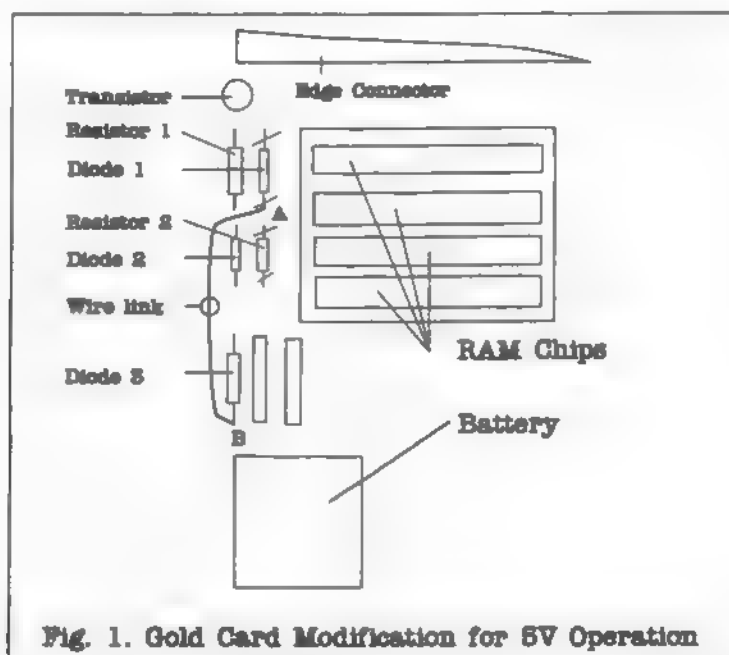 Edge Connector
Transistor
Resistor 1
Diode 1
A
Resistor 2
Diode 2
Wire link
RAM Chips
Diode 3
Battery
B
Fig. 1. Gold Card Modification for 5V Operation